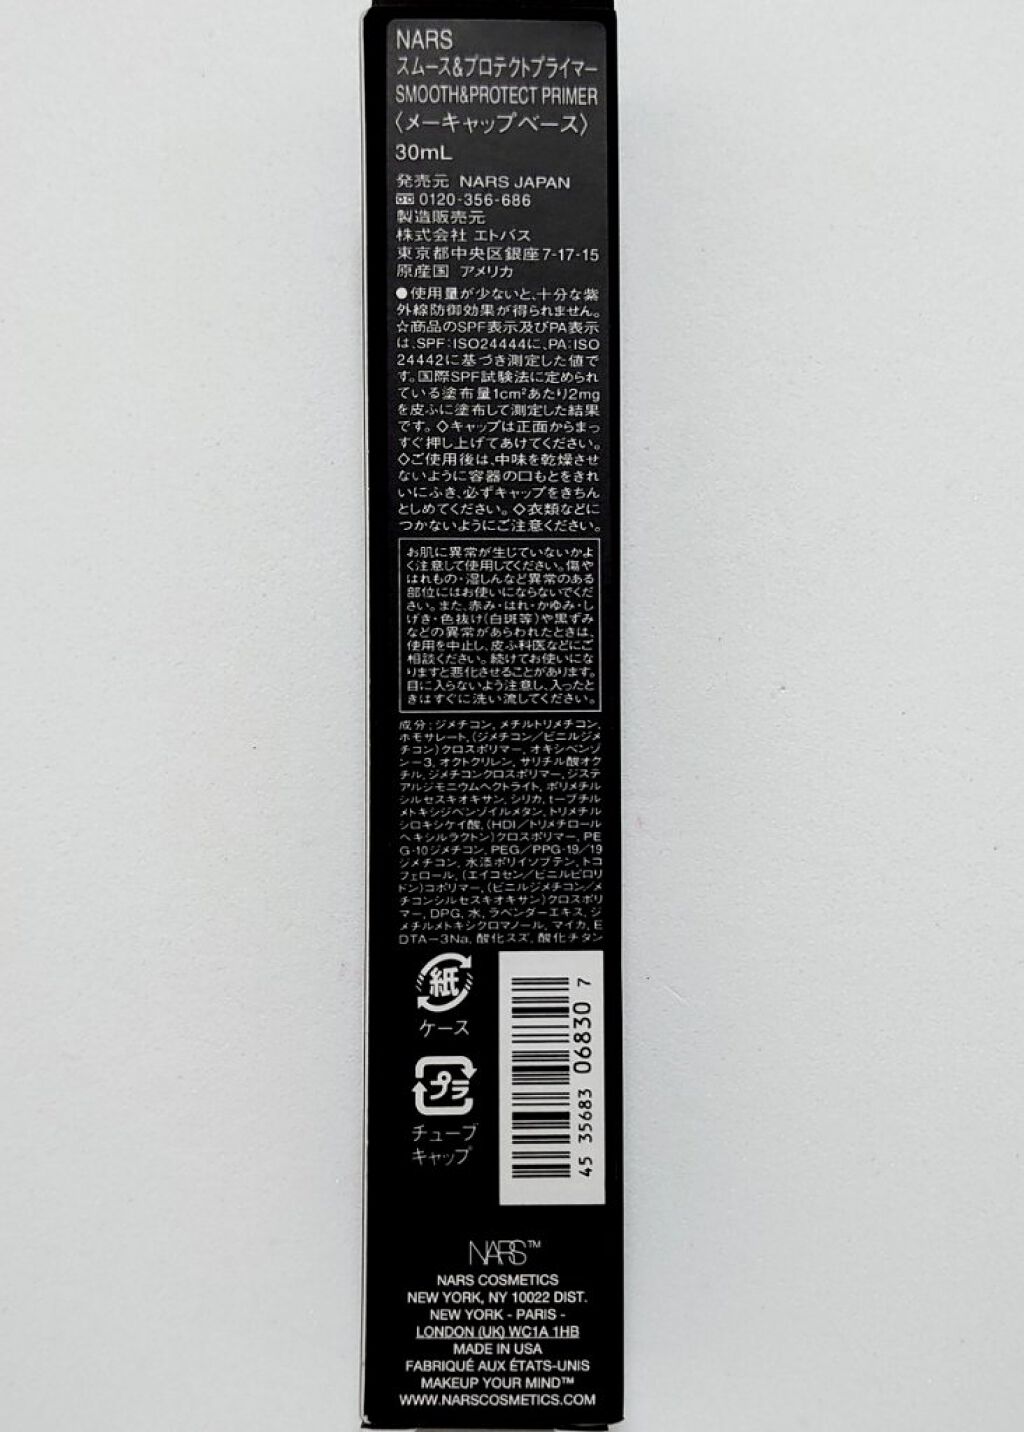 NARS
スムース&プロテクトプライマー
SMOOTH&PROTECT PRIMER
〈メーキャップベース〉
30mL
発売元 NARS JAPAN
0120-356-686
製造販売元
株式会社 エトバス
東京都中央区銀座7-17-15
原産国 アメリカ
●使用量が少ないと、十分な紫
外線防御効果が得られません。
☆商品のSPF表示及びPA表示
は、SPF:ISO24444に、PA:ISO
24442に基づき測定した値で
す。国際SPF試験法に定められ
ている塗布量1cm²あたり2mg
を皮ふに塗布して測定した結果
です。◇キャップは正面からまっ
すぐ押し上げてあけてください。
◇ご使用後は、中味を乾燥させ
ないように容器の口もとをきれ
いにふき、必ずキャップをきちん
としめてください。◇衣類などに
つかないようにご注意ください。
お肌に異常が生じていないかよ
く注意して使用してください。傷や
はれもの・湿しんなど異常のある
部位にはお使いにならないでくだ
さい。また、赤み・はれ・かゆみ・し
げき・色抜け(白斑等)や黒ずみ
などの異常があらわれたときは、
使用を中止し、皮ふ科医などにご
相談ください。続けてお使いにな
りますと悪化させることがあります。
目に入らないよう注意し、入ったと
きはすぐに洗い流してください。
成分:ジメチコン, メチルトリメチコン,
ホモサレート, (ジメチコン/ビニルジメ
チコン)クロスポリマー, オキシベンゾ
ン-3, オクトクリレン, サリチル酸オク
チル, ジメチコンクロスポリマー, ジステ
アルジモニウムヘクトライト, ポリメチル
シルセスキオキサン, シリカ, t-ブチル
メトキシジベンゾイルメタン, トリメチル
シロキシケイ酸, (HDI/トリメチロール
ヘキシルラクトン)クロスポリマー, PE
G-10ジメチコン, PEG/PPG-19/19
ジメチコン, 水添ポリイソブテン, トコ
フェロール, (エイコセン/ビニルピロリ
ドン)コポリマー, (ビニルジメチコン/メ
チコンシルセスキオキサン)クロスポリ
マー, DPG, 水, ラベンダーエキス, ジ
メチルメトキシクロマノール, マイカ, E
DTA-3Na, 酸化スズ, 酸化チタン
紙
ケース
プラ
チューブ
キャップ
45 35683 06830 7
NARS™
NARS COSMETICS
NEW YORK, NY 10022 DIST.
NEW YORK - PARIS -
LONDON (UK) WC1A 1HB
MADE IN USA
FABRIQUÉ AUX ÉTATS-UNIS
MAKEUP YOUR MIND™
WWW.NARSCOSMETICS.COM